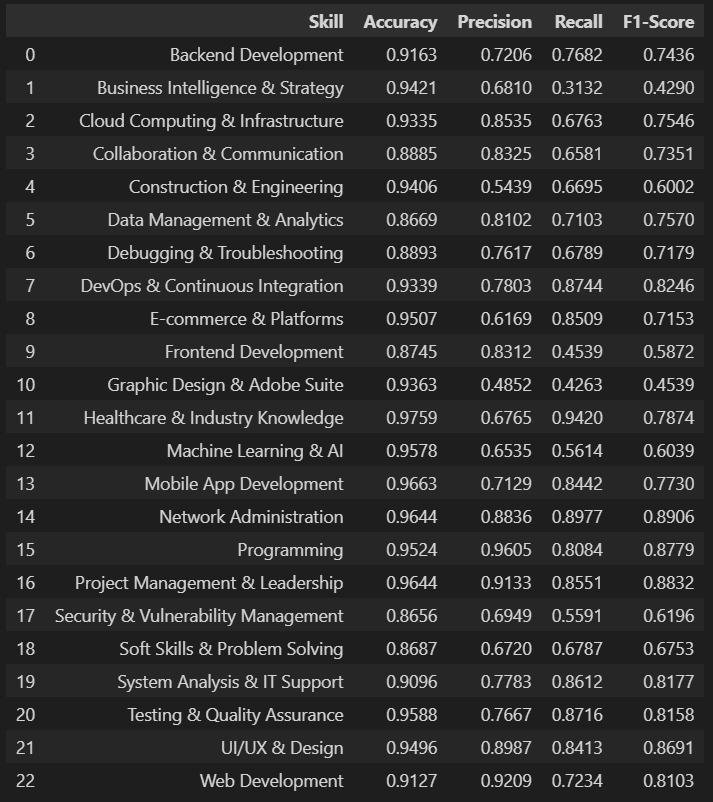 Skill Accuracy Precision Recall F1-Score
0 Backend Development 0.9163 0.7206 0.7682 0.7436
1 Business Intelligence & Strategy 0.9421 0.6810 0.3132 0.4290
2 Cloud Computing & Infrastructure 0.9335 0.8535 0.6763 0.7546
3 Collaboration & Communication 0.8885 0.8325 0.6581 0.7351
4 Construction & Engineering 0.9406 0.5439 0.6695 0.6002
5 Data Management & Analytics 0.8669 0.8102 0.7103 0.7570
6 Debugging & Troubleshooting 0.8893 0.7617 0.6789 0.7179
7 DevOps & Continuous Integration 0.9339 0.7803 0.8744 0.8246
8 E-commerce & Platforms 0.9507 0.6169 0.8509 0.7153
9 Frontend Development 0.8745 0.8312 0.4539 0.5872
10 Graphic Design & Adobe Suite 0.9363 0.4852 0.4263 0.4539
11 Healthcare & Industry Knowledge 0.9759 0.6765 0.9420 0.7874
12 Machine Learning & AI 0.9578 0.6535 0.5614 0.6039
13 Mobile App Development 0.9663 0.7129 0.8442 0.7730
14 Network Administration 0.9644 0.8836 0.8977 0.8906
15 Programming 0.9524 0.9605 0.8084 0.8779
16 Project Management & Leadership 0.9644 0.9133 0.8551 0.8832
17 Security & Vulnerability Management 0.8656 0.6949 0.5591 0.6196
18 Soft Skills & Problem Solving 0.8687 0.6720 0.6787 0.6753
19 System Analysis & IT Support 0.9096 0.7783 0.8612 0.8177
20 Testing & Quality Assurance 0.9588 0.7667 0.8716 0.8158
21 UI/UX & Design 0.9496 0.8987 0.8413 0.8691
22 Web Development 0.9127 0.9209 0.7234 0.8103